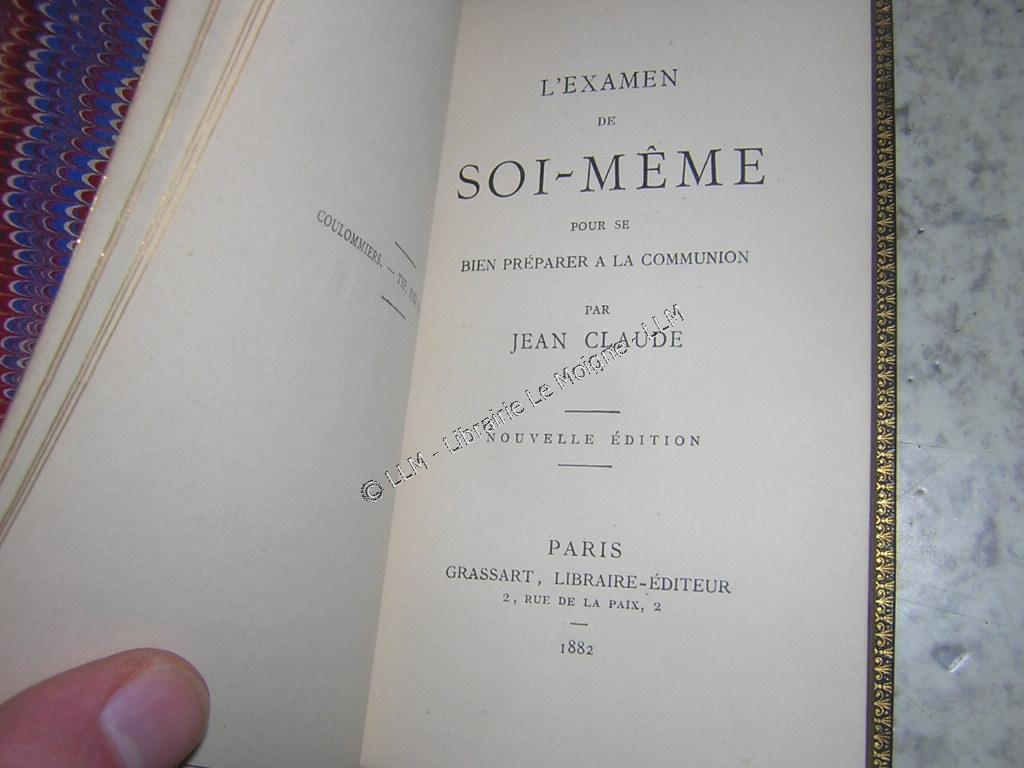 COULOMMIERS. — TYP.
L'EXAMEN
DE
SOI-MÊME
POUR SE
BIEN PRÉPARER A LA COMMUNION
PAR
JEAN CLAUDE
NOUVELLE ÉDITION
PARIS
GRASSART, LIBRAIRE-ÉDITEUR
2, RUE DE LA PAIX, 2
1882
© LLM - Librairie Le Moigne - LLM